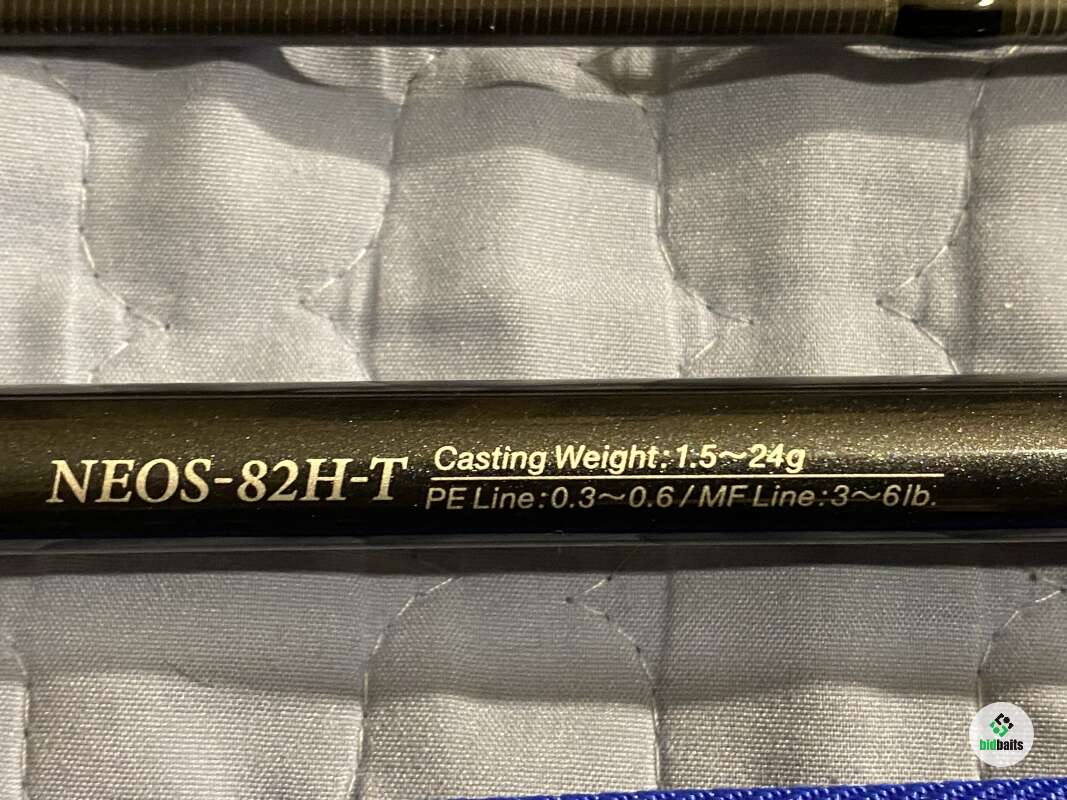 NEOS-82H-T
Casting Weight:1.5～24g
PE Line:0.3～0.6/MF Line:3～6lb.
bidbaits